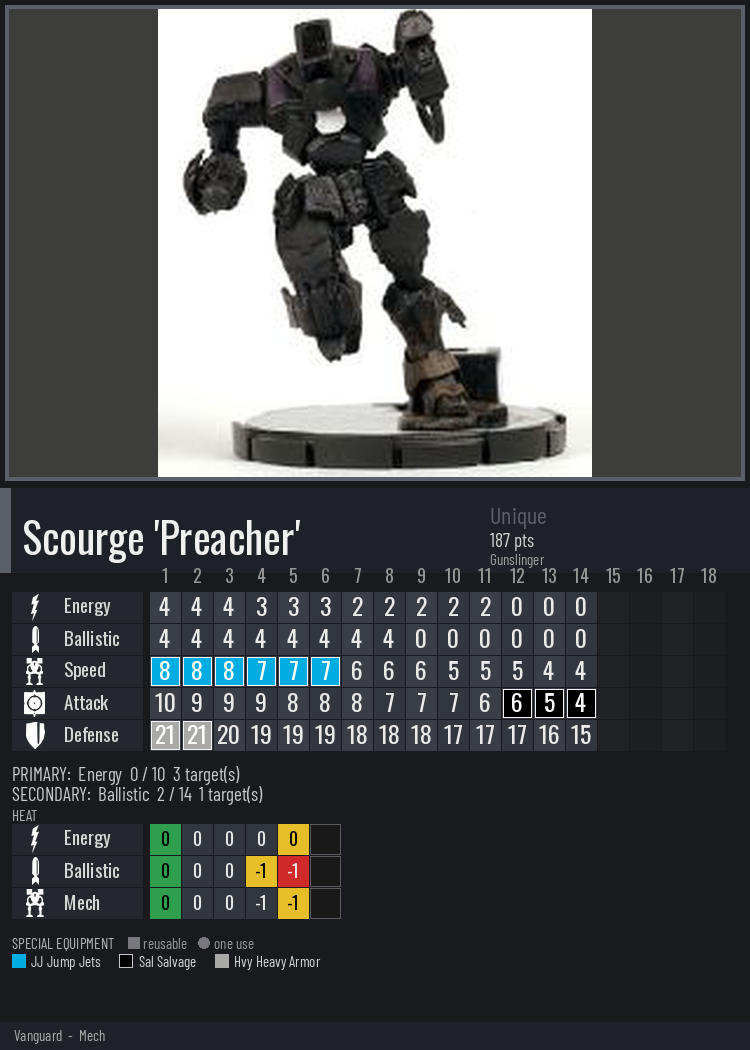 Scourge 'Preacher'
Unique
187 pts
Gunslinger
1 2 3 4 5 6 7 8 9 10 11 12 13 14 15 16 17 18
Energy 4 4 4 3 3 3 2 2 2 2 2 0 0 0
Ballistic 4 4 4 4 4 4 4 4 0 0 0 0 0 0
Speed 8 8 8 7 7 7 6 6 6 5 5 5 4 4
Attack 10 9 9 9 8 8 8 7 7 7 6 6 5 4
Defense 21 21 20 19 19 19 18 18 18 17 17 17 16 15
PRIMARY: Energy 0 / 10 3 target(s)
SECONDARY: Ballistic 2 / 14 1 target(s)
HEAT
Energy 0 0 0 0 0
Ballistic 0 0 0 -1 -1
Mech 0 0 0 -1 -1
SPECIAL EQUIPMENT reusable one use
JJ Jump Jets Sal Salvage Hvy Heavy Armor
Vanguard - Mech